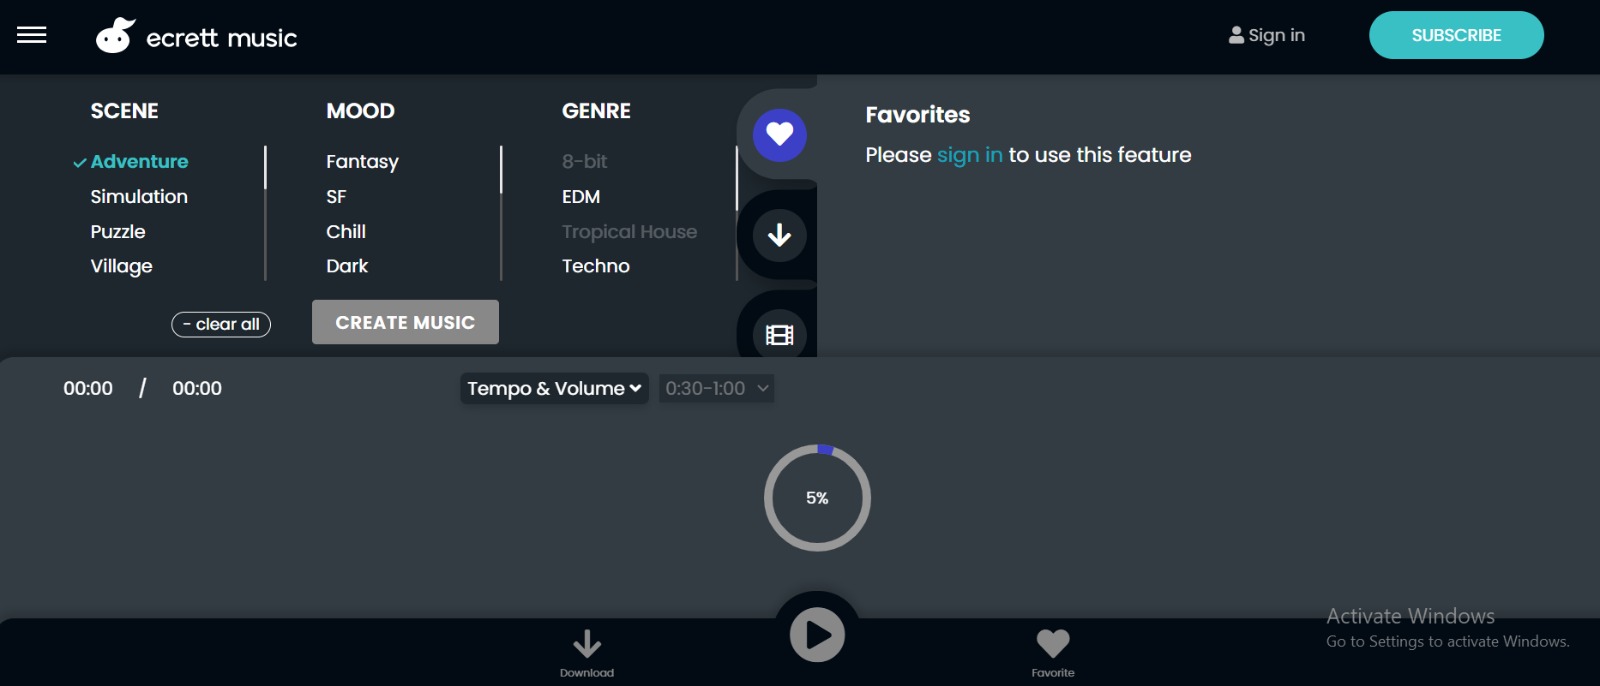 ecrett music
Sign in
SUBSCRIBE
SCENE
Adventure
Simulation
Puzzle
Village
MOOD
Fantasy
SF
Chill
Dark
GENRE
8-bit
EDM
Tropical House
Techno
- clear all
CREATE MUSIC
Favorites
Please sign in to use this feature
00:00 / 00:00
Tempo & Volume
0:30-1:00
5%
Download
Favorite
Activate Windows
Go to Settings to activate Windows.